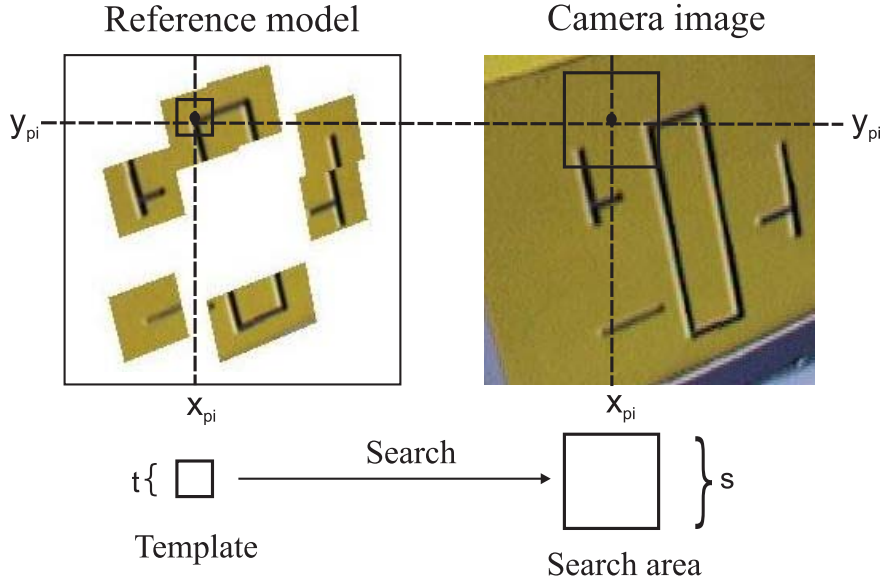 Reference model
Camera image
y_pi
y_pi
x_pi
x_pi
Search
t{
}s
Template
Search area